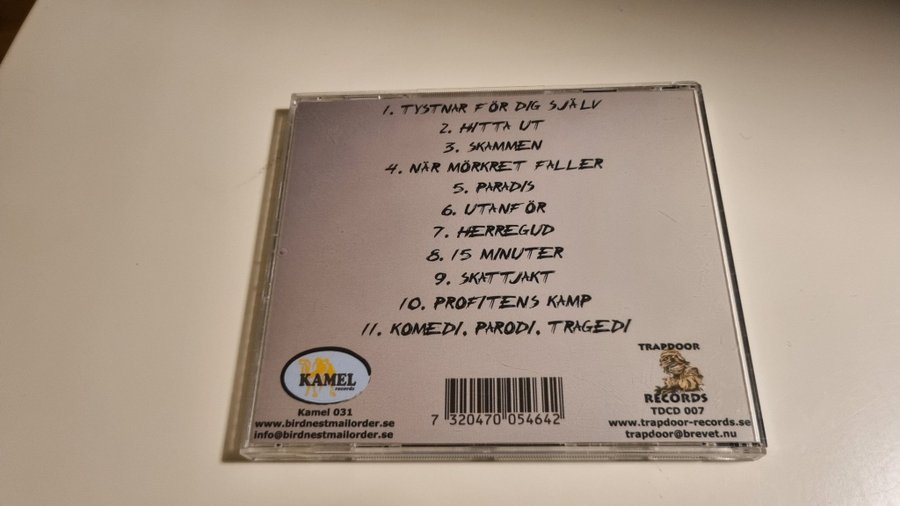 1. TYSTNAR FÖR DIG SJÄLV
2. HITTA UT
3. SKAMMEN
4. NÄR MÖRKRET FALLER
5. PARADIS
6. UTANFÖR
7. HERREGUD
8. 15 MINUTER
9. SKATTJAKT
10. PROFITENS KAMP
11. KOMEDI, PARODI, TRAGEDI
KAMEL
records
Kamel 031
www.birdnestmailorder.se
info@birdnestmailorder.se
7 320470 054642
TRAPDOOR
RECORDS
TDCD 007
www.trapdoor-records.se
trapdoor@brevet.nu